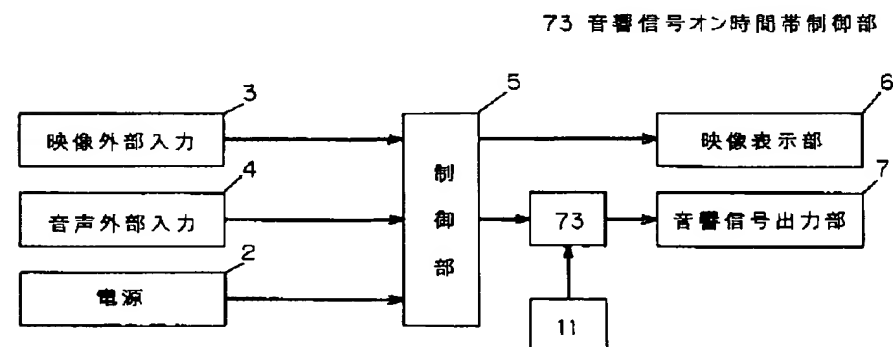 73 音響信号オン時間帯制御部
3
映像外部入力
4
音声外部入力
2
電源
5
制御部
6
映像表示部
73
7
音響信号出力部
11